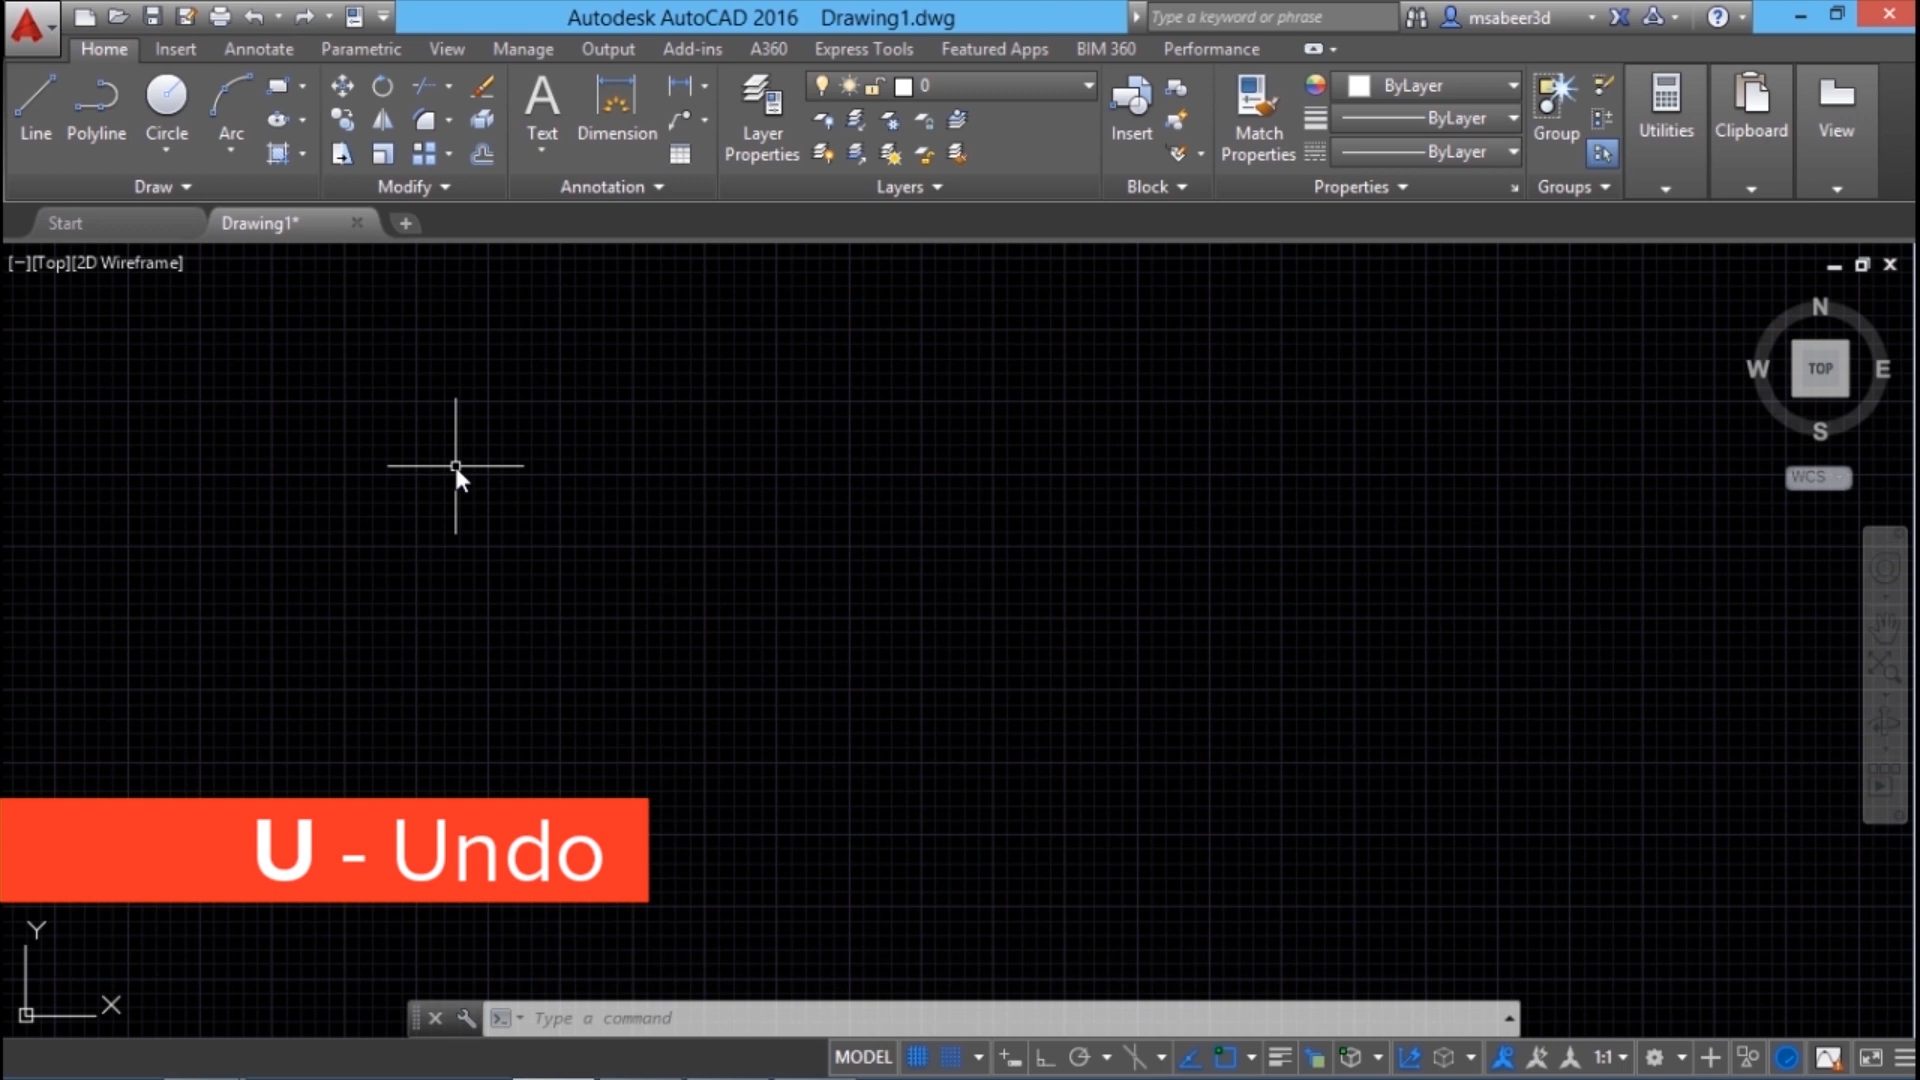 Autodesk AutoCAD 2016 Drawing1.dwg
Type a keyword or phrase
msabeer3d
Home Insert Annotate Parametric View Manage Output Add-ins A360 Express Tools Featured Apps BIM 360 Performance
Line Polyline Circle Arc
Draw
Modify
A
Text Dimension
Annotation
Layer Properties
0
Layers
Insert
Block
Match Properties
ByLayer
ByLayer
ByLayer
Properties
Group
Groups
Utilities
Clipboard
View
Start
Drawing1*
[−][Top][2D Wireframe]
N
W TOP E
S
WCS
U - Undo
Y
X
Type a command
MODEL
1:1